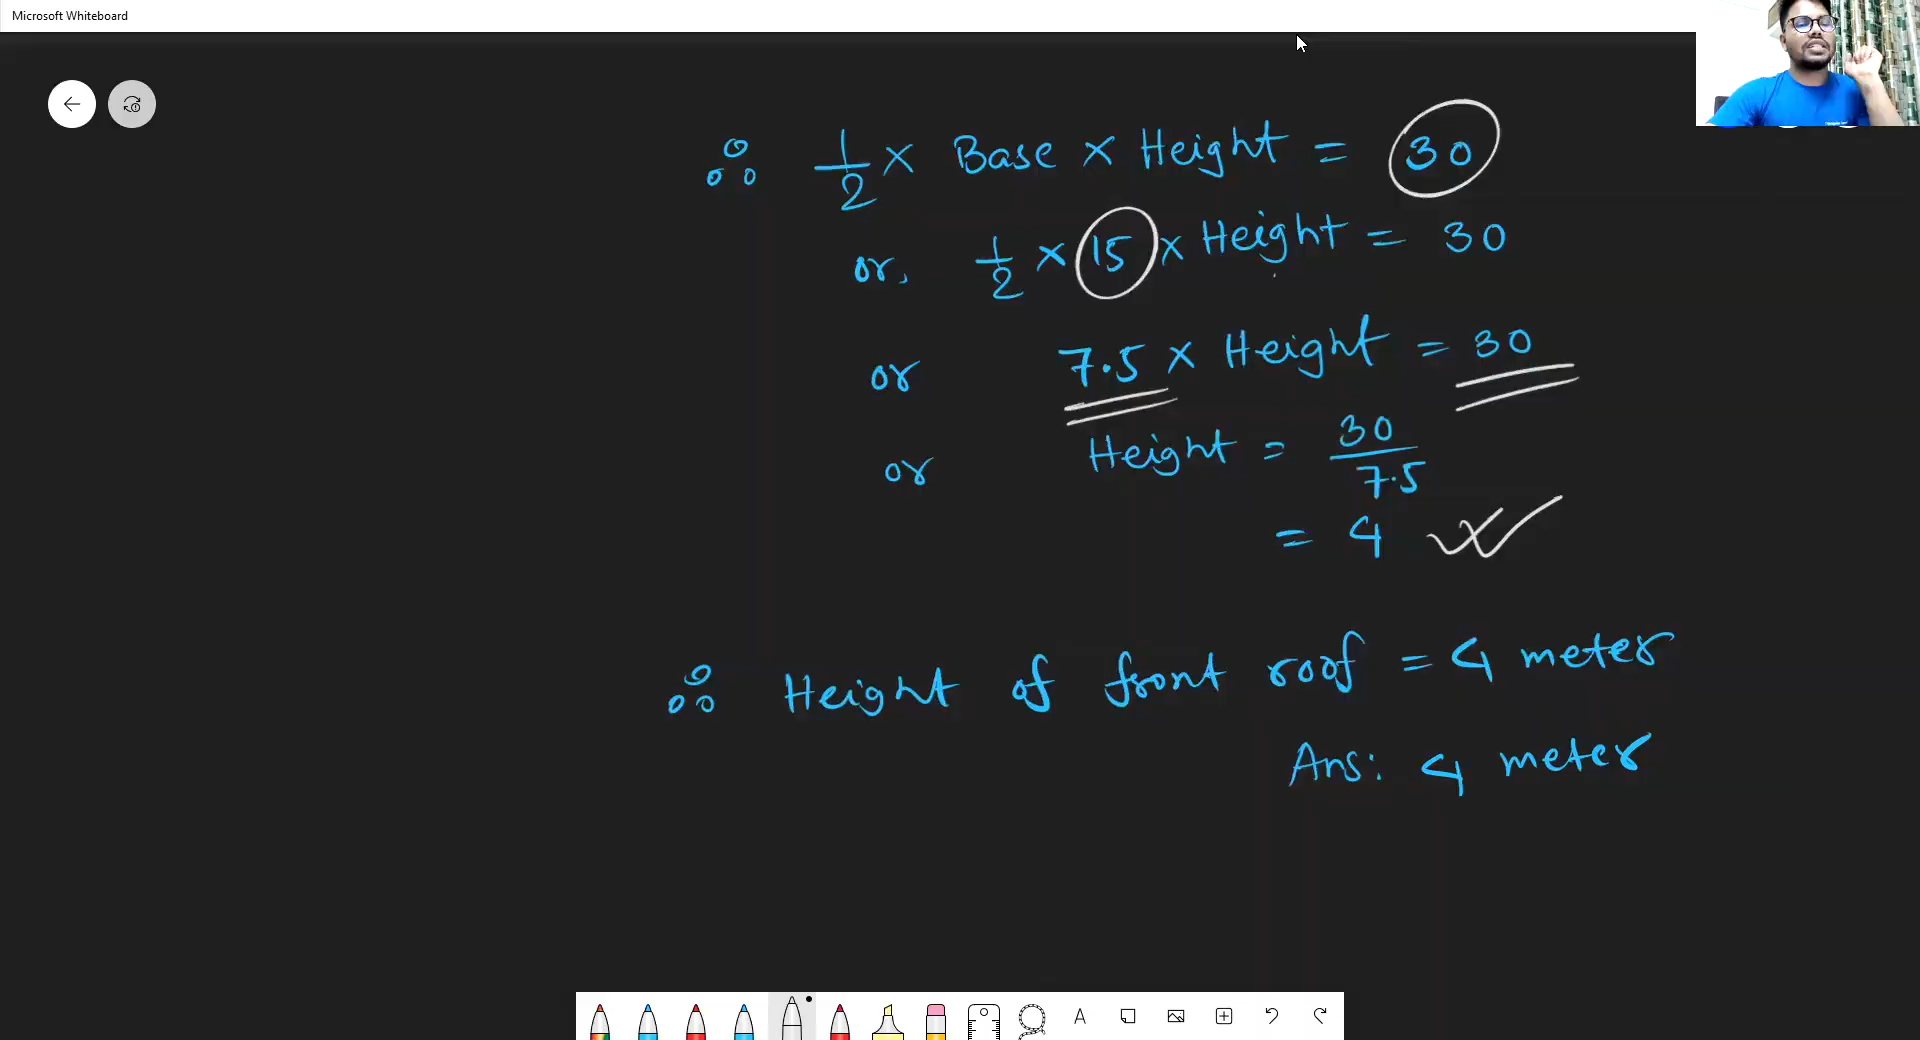 Microsoft Whiteboard
∴ 1/2 × Base × Height = 30
or, 1/2 × 15 × Height = 30
or 7.5 × Height = 30
or Height = 30/7.5
= 4
∴ Height of front roof = 4 meter
Ans: 4 meter
A